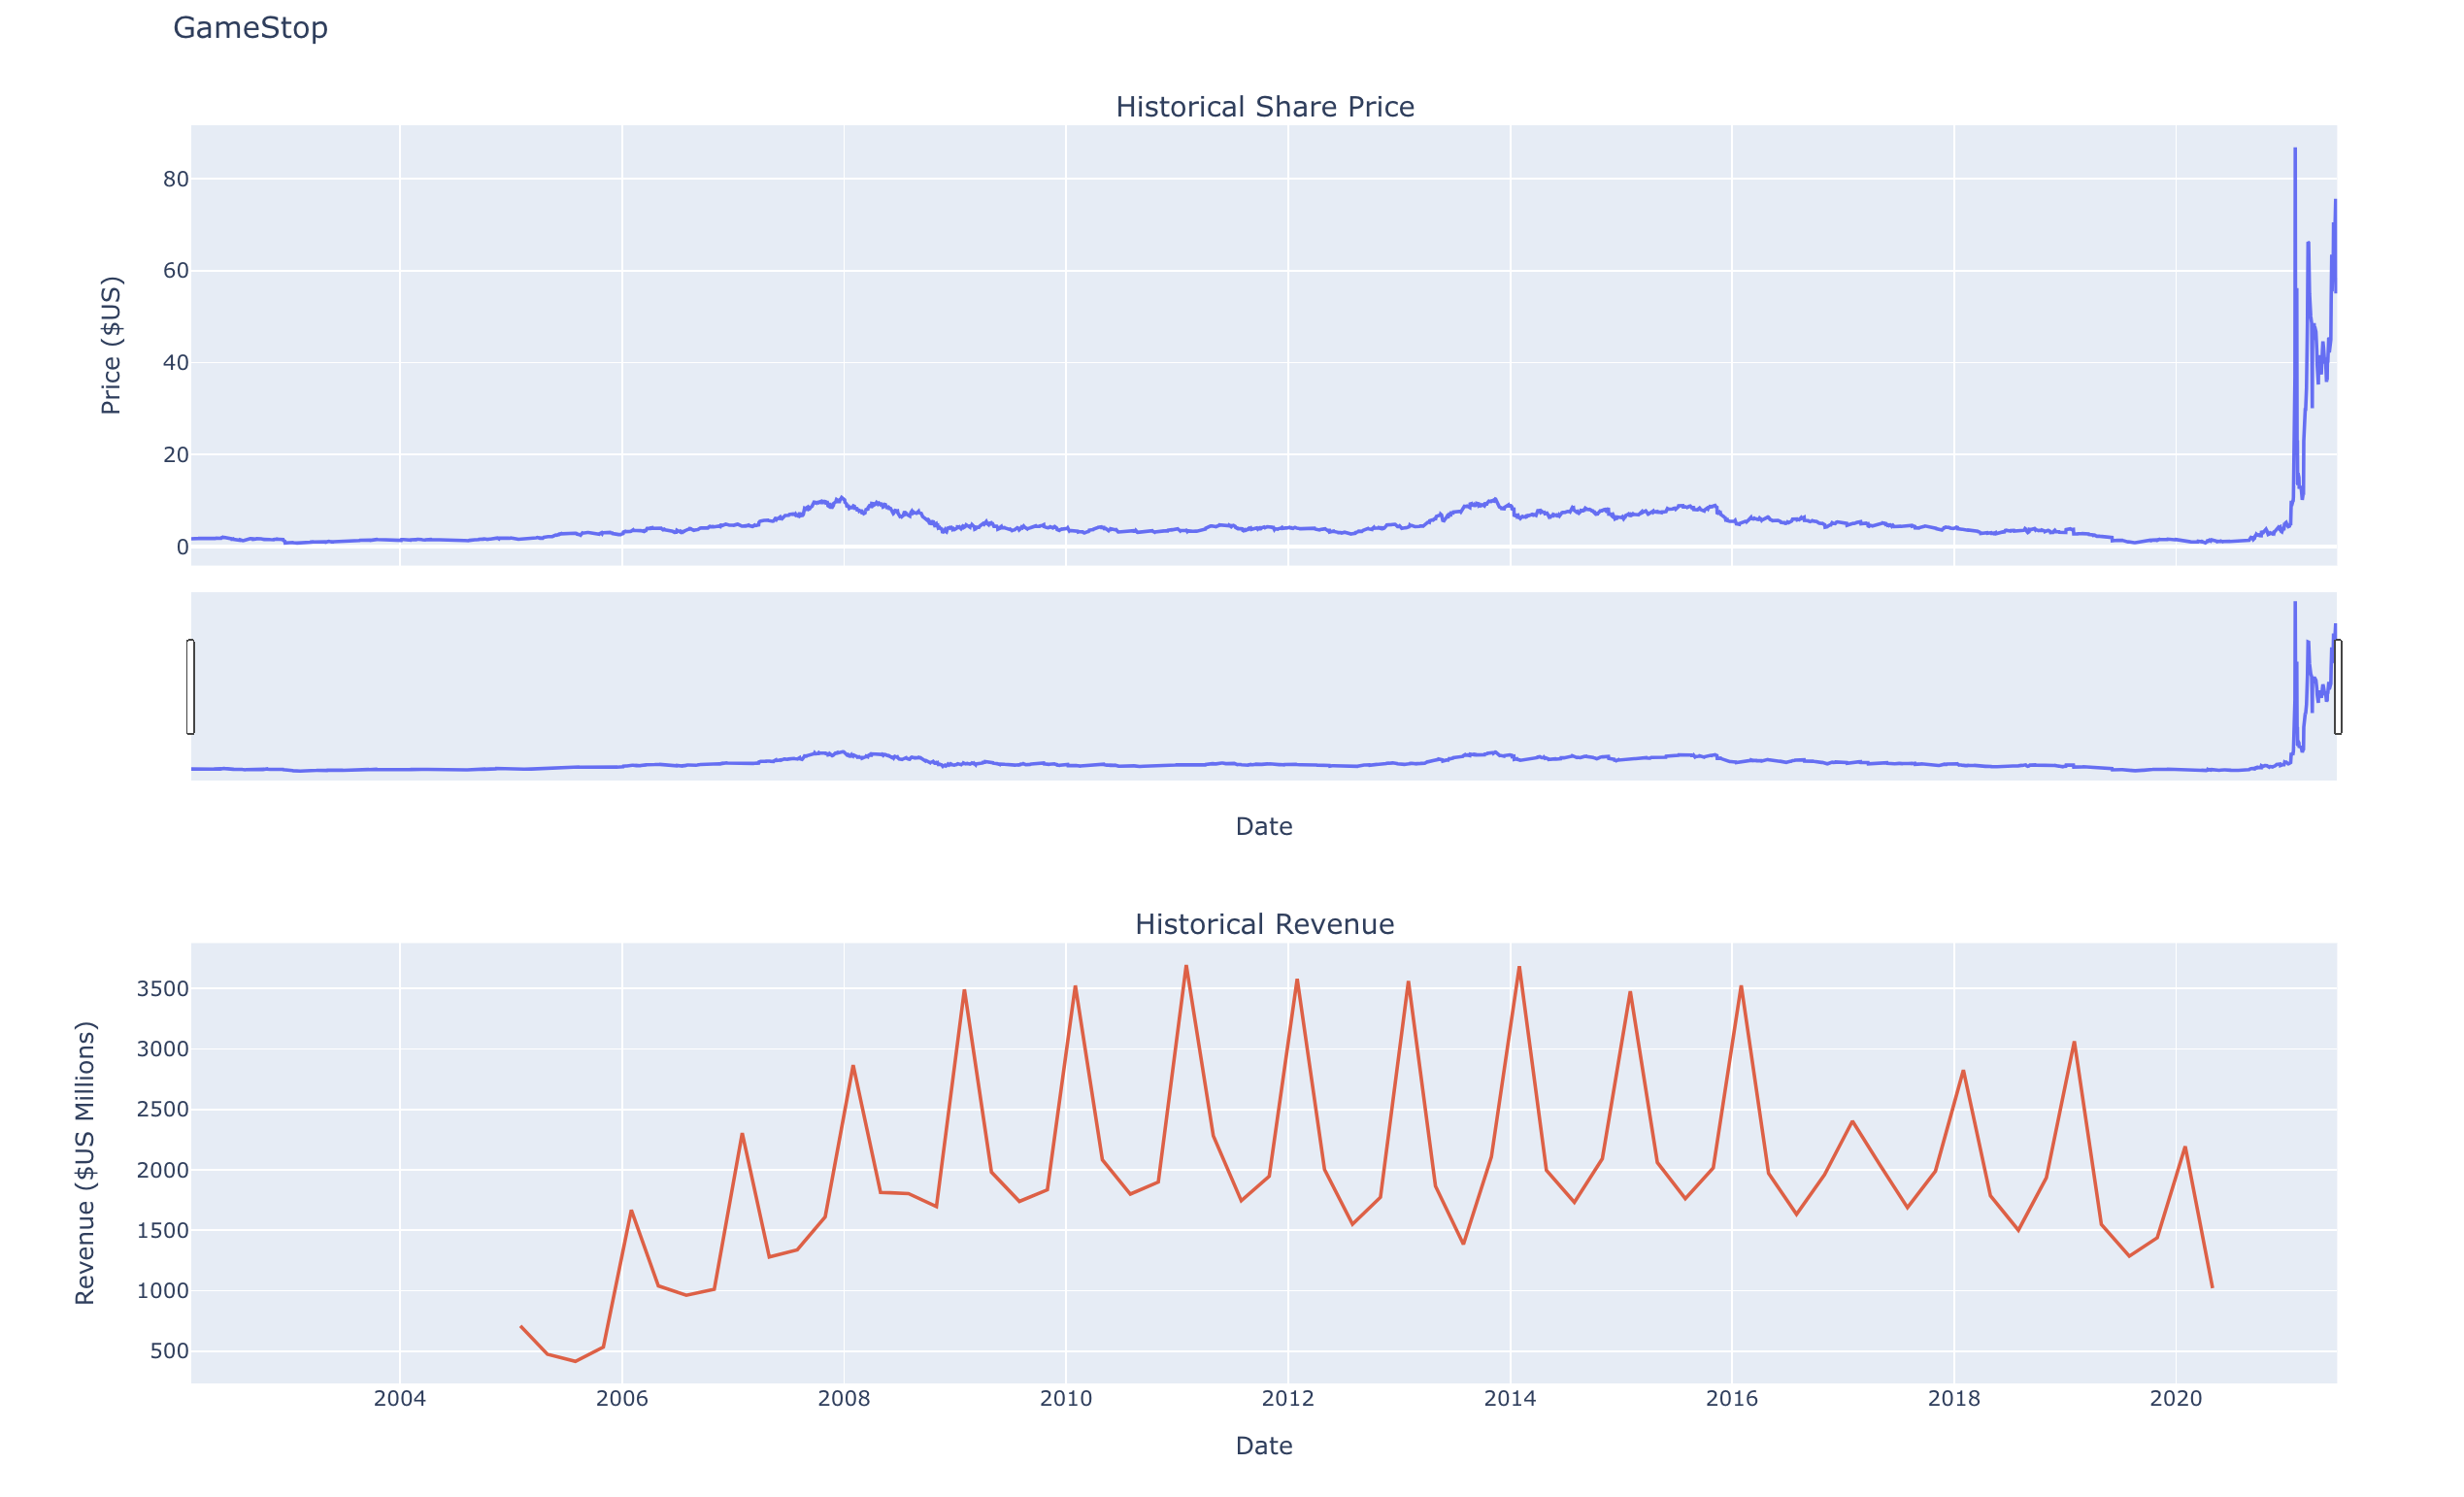 GameStop
Historical Share Price
80
60
40
20
0
Price ($US)
Date
Historical Revenue
3500
3000
2500
2000
1500
1000
500
Revenue ($US Millions)
2004 2006 2008 2010 2012 2014 2016 2018 2020
Date